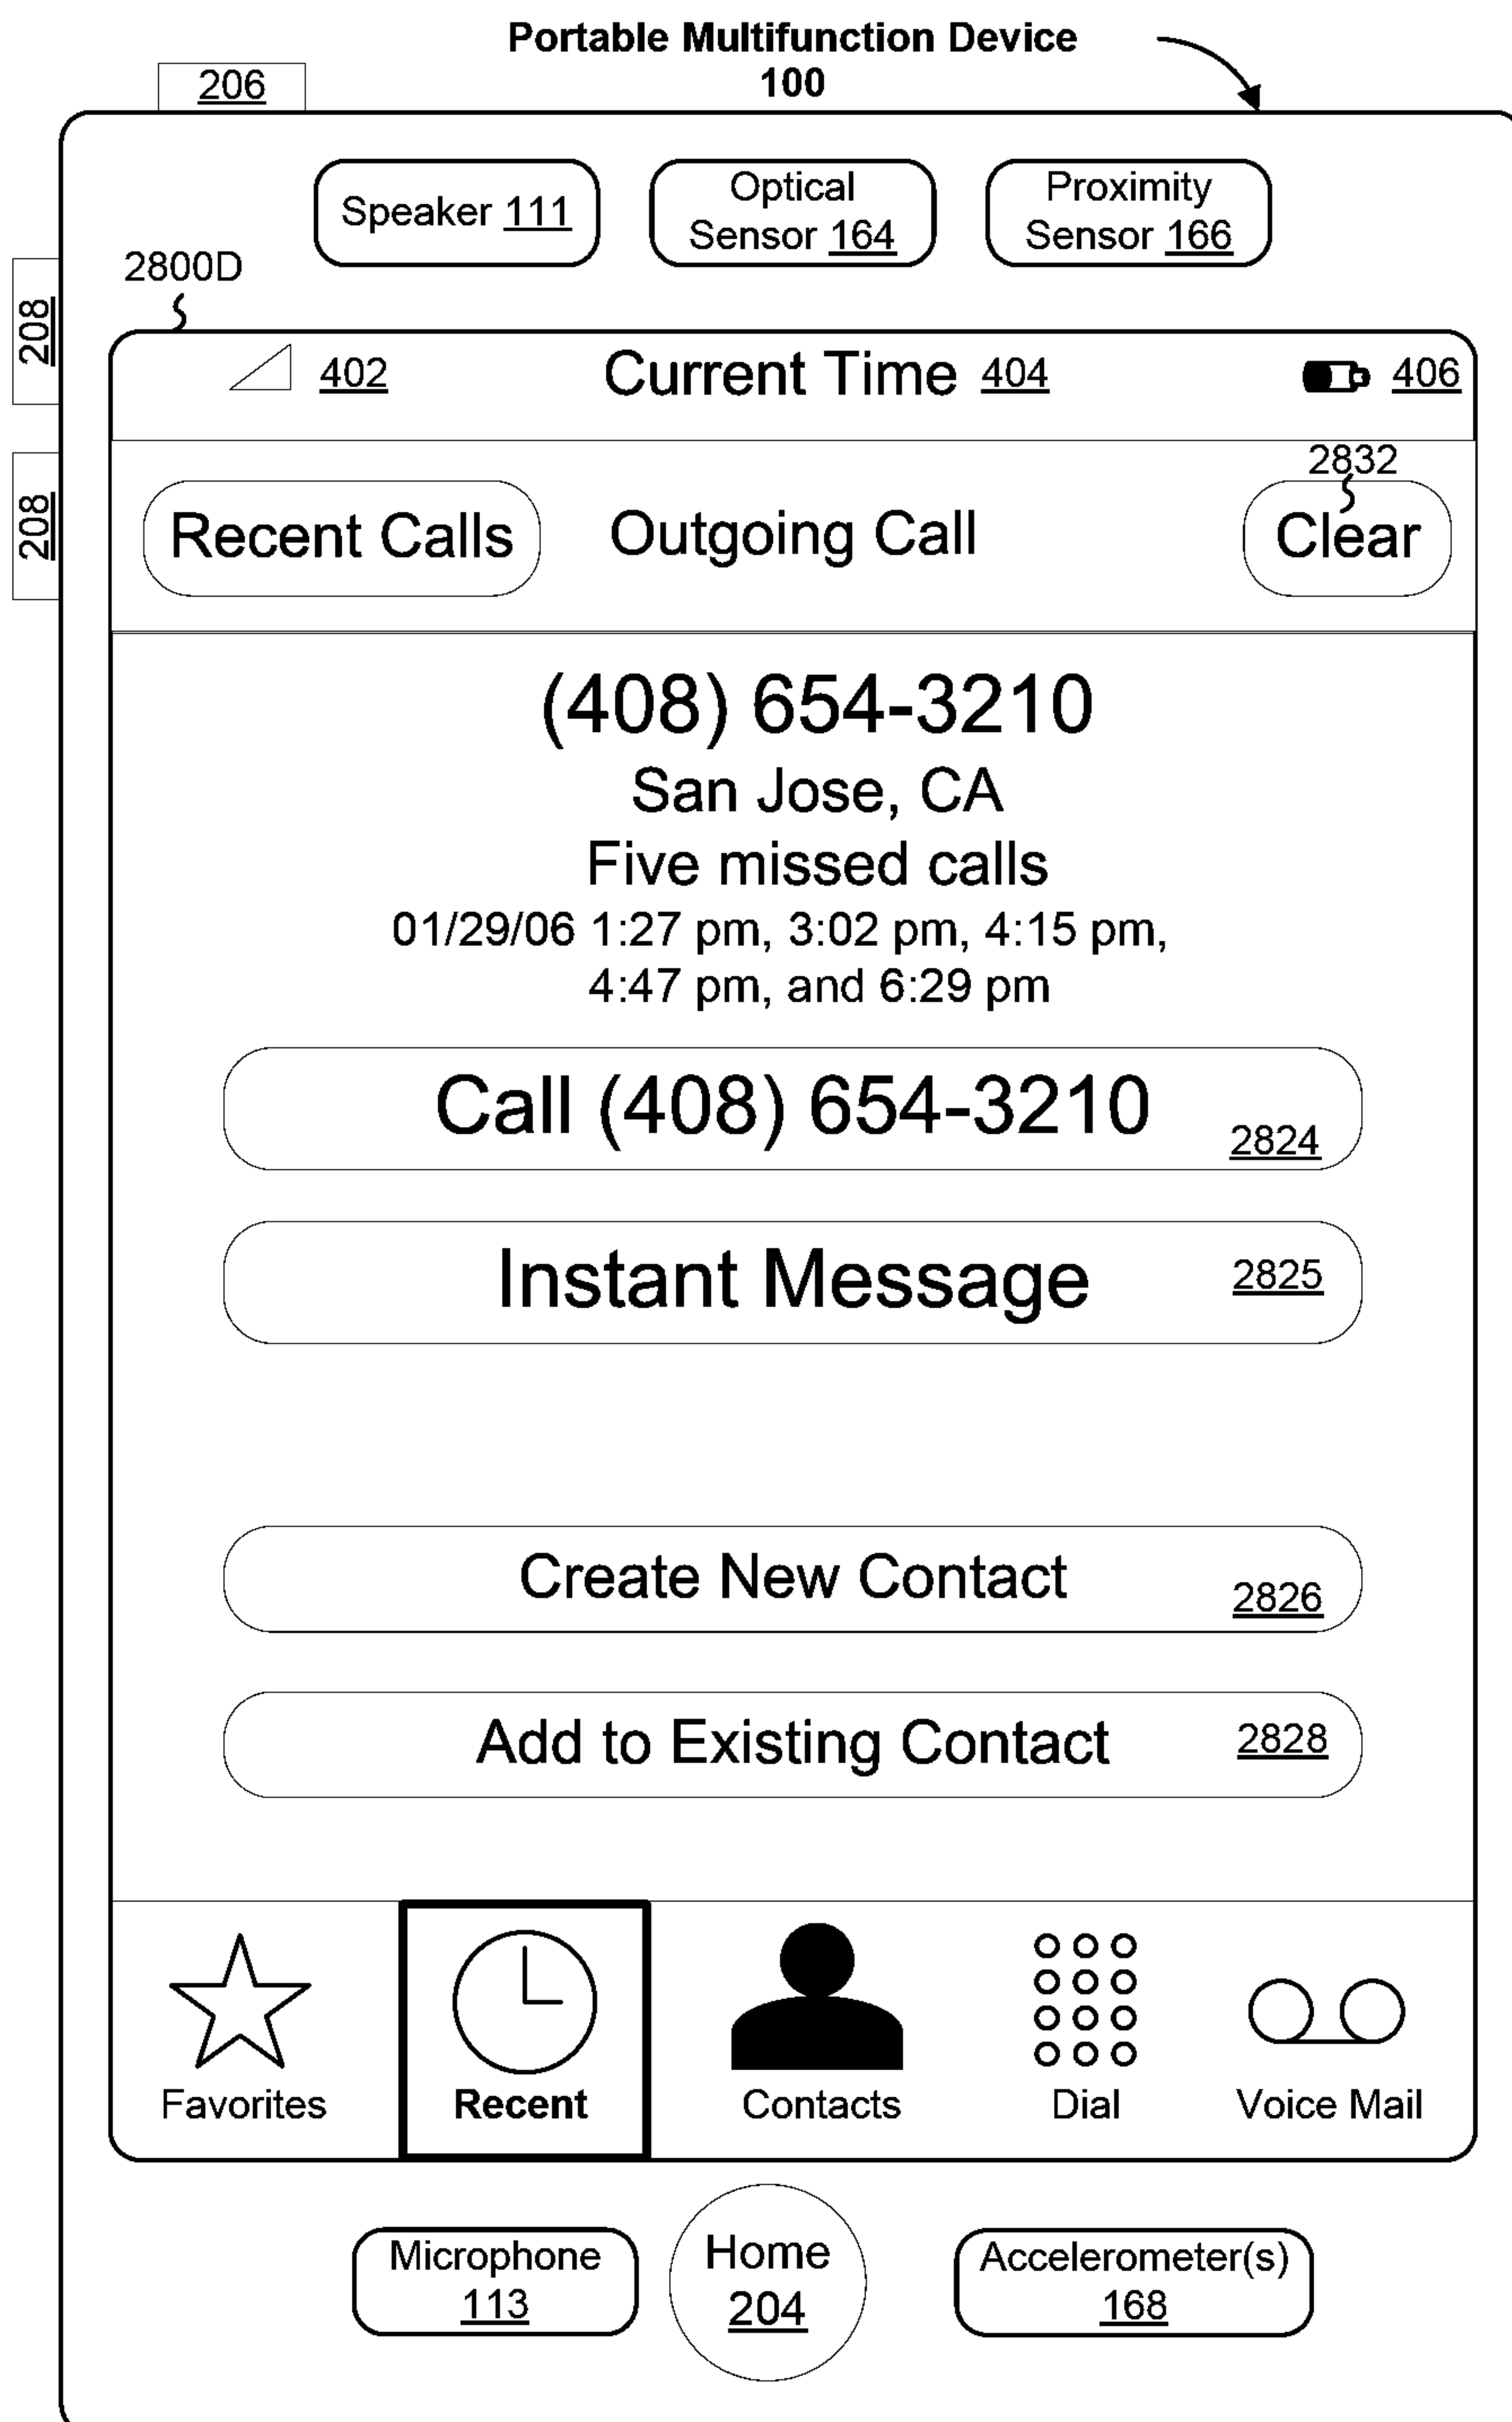 Portable Multifunction Device
100
206
Speaker 111
Optical
Sensor 164
Proximity
Sensor 166
2800D
208
208
402
Current Time 404
406
2832
Recent Calls
Outgoing Call
Clear
(408) 654-3210
San Jose, CA
Five missed calls
01/29/06 1:27 pm, 3:02 pm, 4:15 pm,
4:47 pm, and 6:29 pm
Call (408) 654-3210
2824
Instant Message
2825
Create New Contact
2826
Add to Existing Contact
2828
Favorites
Recent
Contacts
Dial
Voice Mail
Microphone
113
Home
204
Accelerometer(s)
168